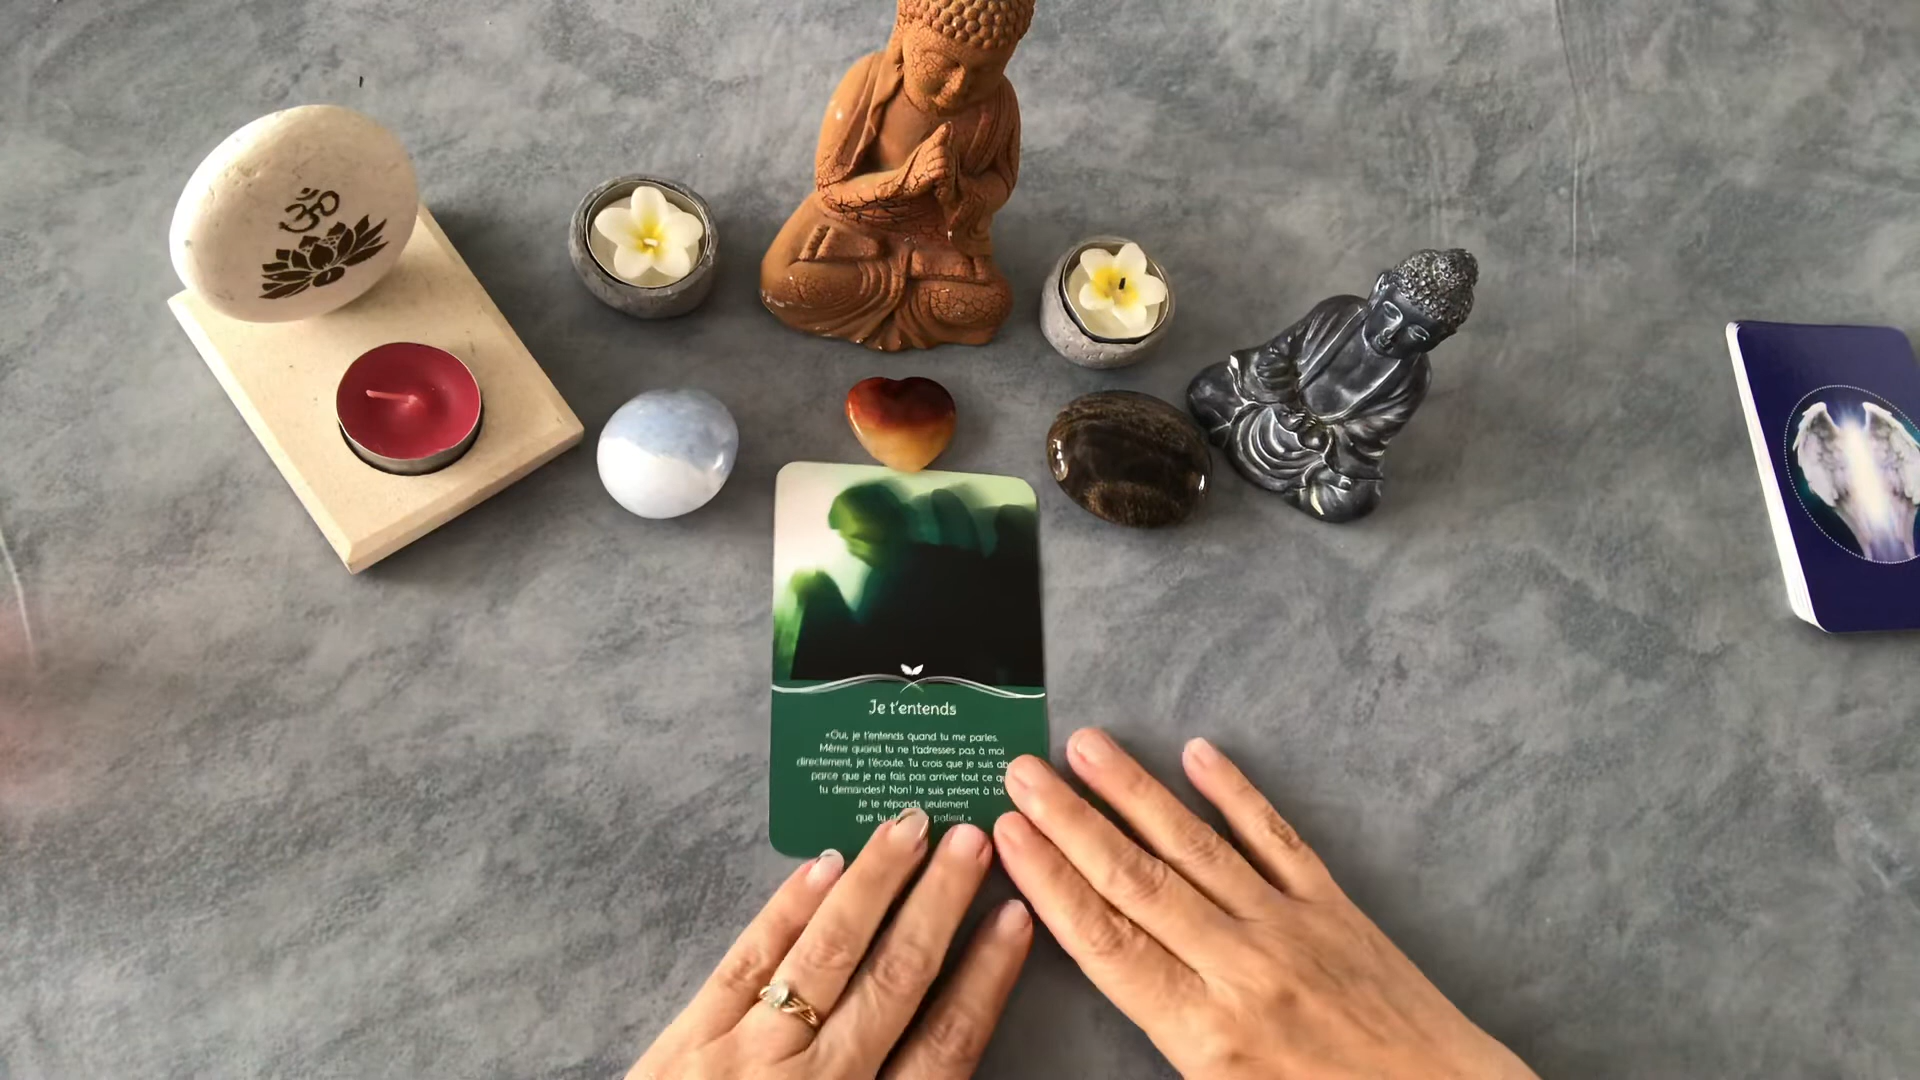 ॐ
Je t'entends
«Oui, je t'entends quand tu me parles.
Même quand tu ne t'adresses pas à moi
directement, je t'écoute. Tu crois que je suis
parce que je ne fais pas arriver tout ce
tu demandes? Non! Je suis présent à toi
Je te réponds seulement
que tu patient.»